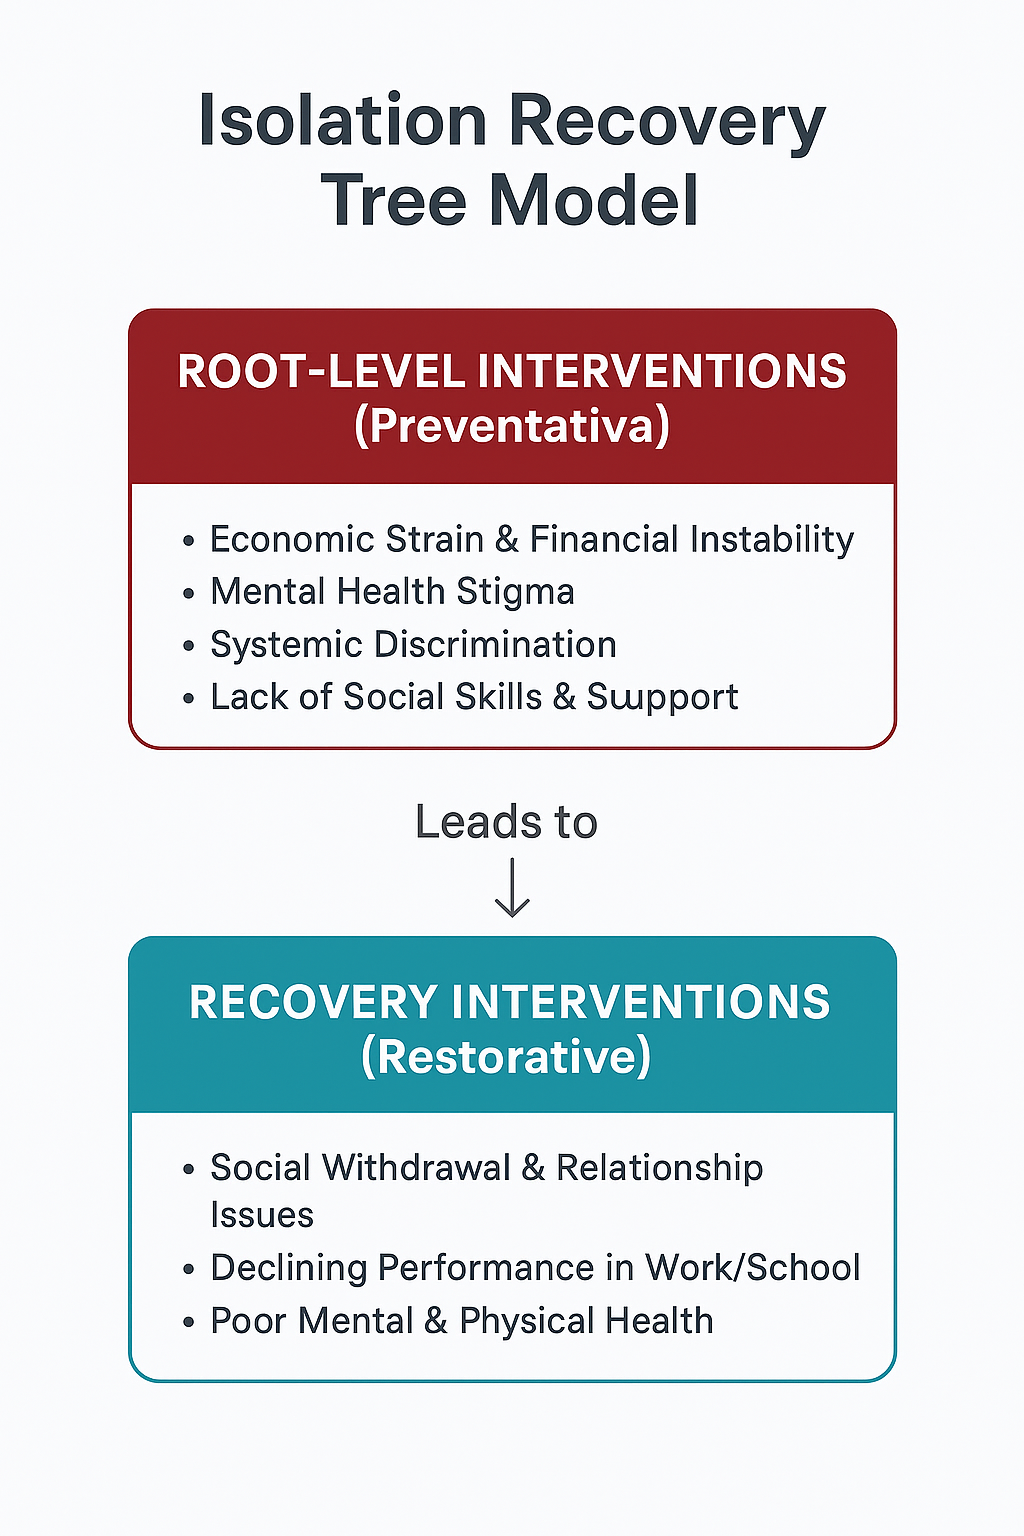 Isolation Recovery
Tree Model
ROOT-LEVEL INTERVENTIONS
(Preventativa)
• Economic Strain & Financial Instability
• Mental Health Stigma
• Systemic Discrimination
• Lack of Social Skills & Support
Leads to
RECOVERY INTERVENTIONS
(Restorative)
• Social Withdrawal & Relationship
Issues
• Declining Performance in Work/School
• Poor Mental & Physical Health